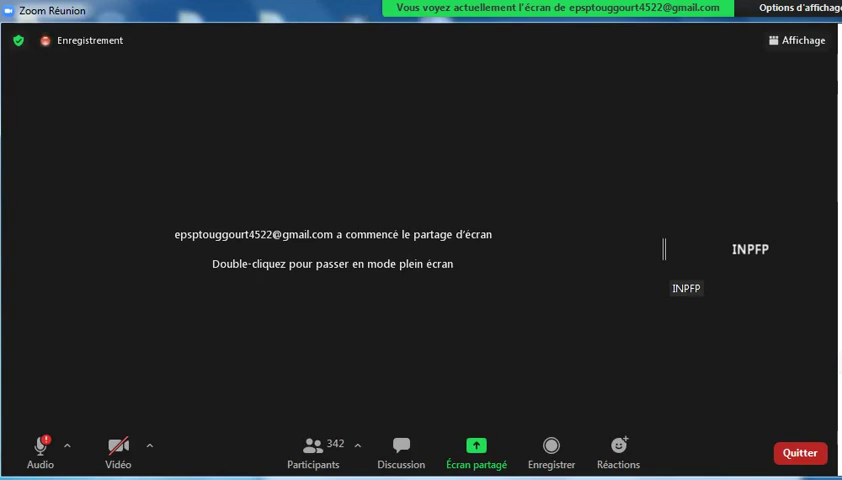 Zoom Réunion
Vous voyez actuellement l'écran de epsptouggourt4522@gmail.com
Options d'affichage
Enregistrement
Affichage
epsptouggourt4522@gmail.com a commencé le partage d'écran
Double-cliquez pour passer en mode plein écran
INPFP
INPFP
342
Audio
Vidéo
Participants
Discussion
Écran partagé
Enregistrer
Réactions
Quitter